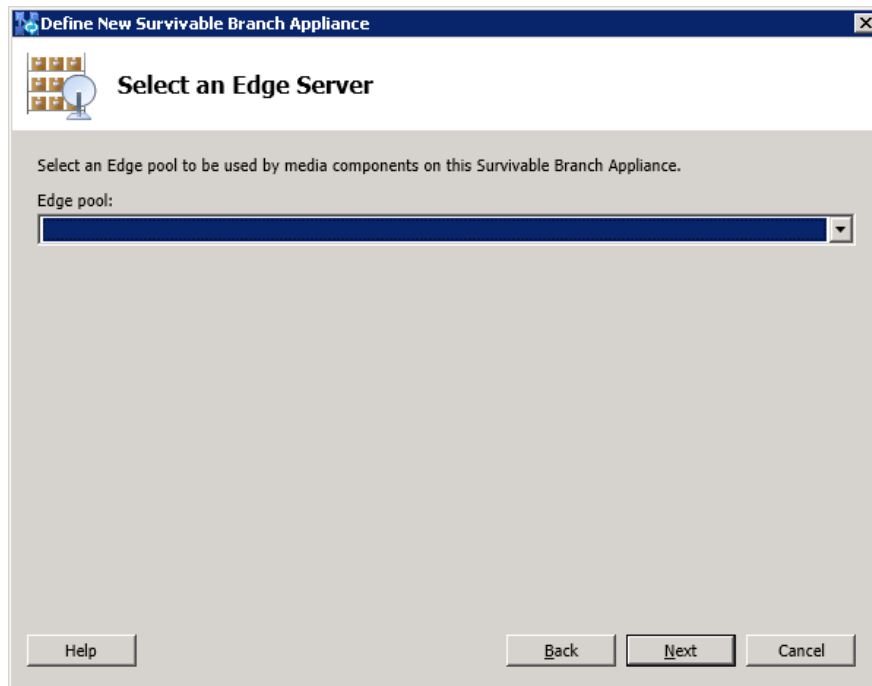 Define New Survivable Branch Appliance
Select an Edge Server
Select an Edge pool to be used by media components on this Survivable Branch Appliance.
Edge pool:
Help
Back
Next
Cancel